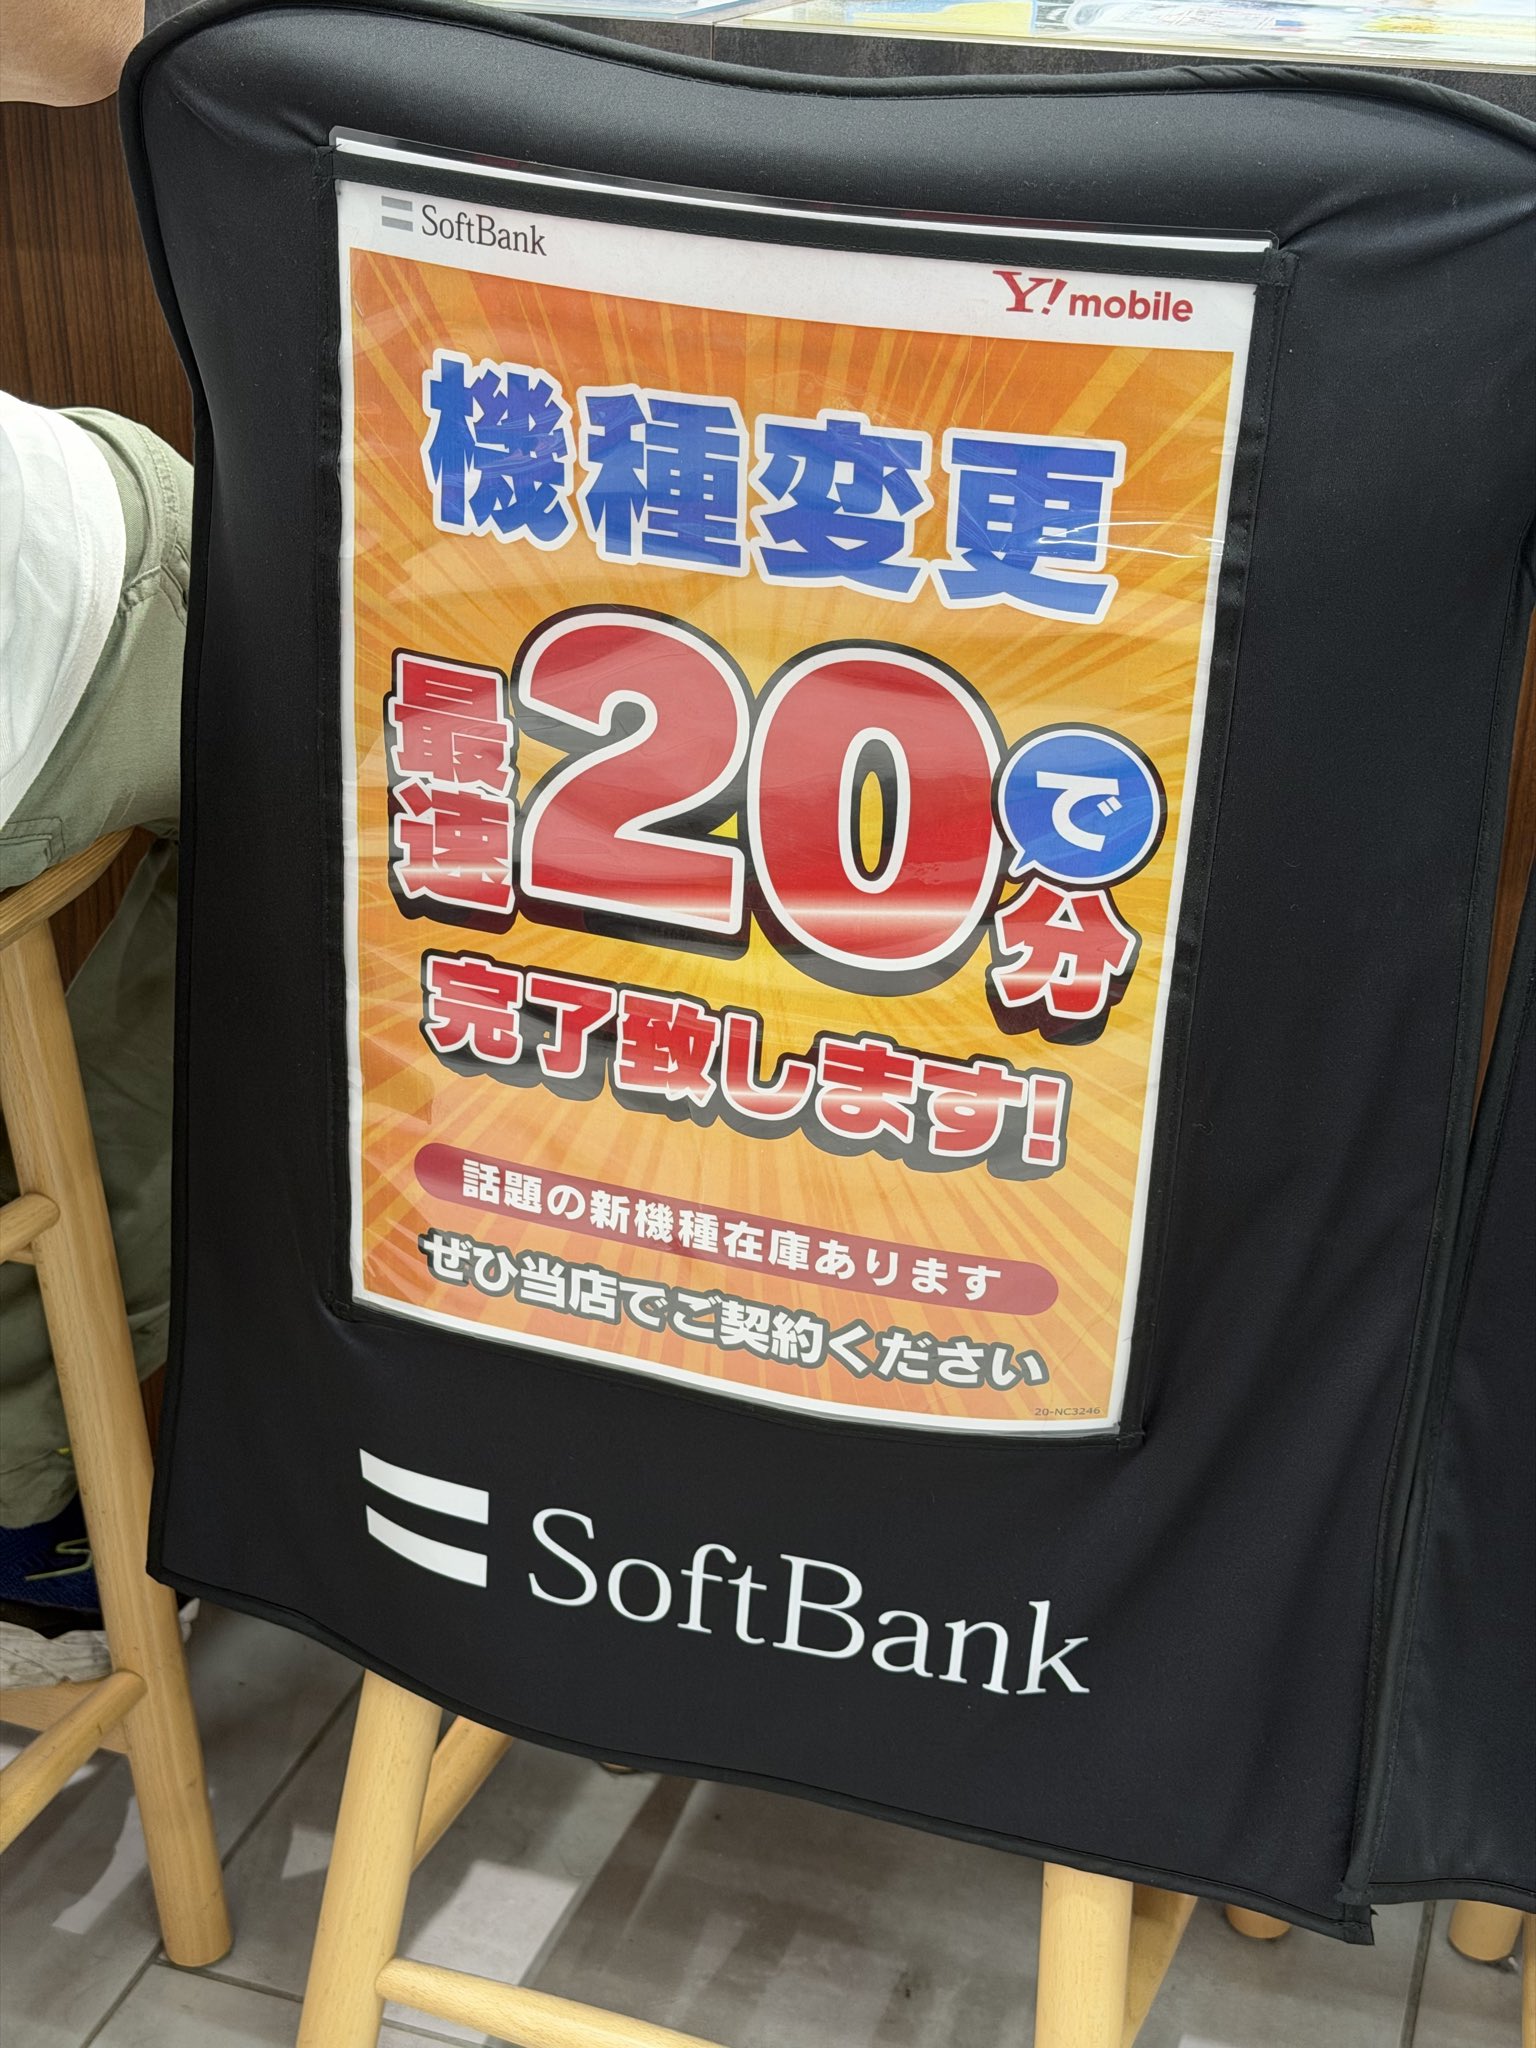 SoftBank
Y!mobile
機種変更
最速20分で
完了致します!
話題の新機種在庫あります
ぜひ当店でご契約ください
20-NC3246
SoftBank